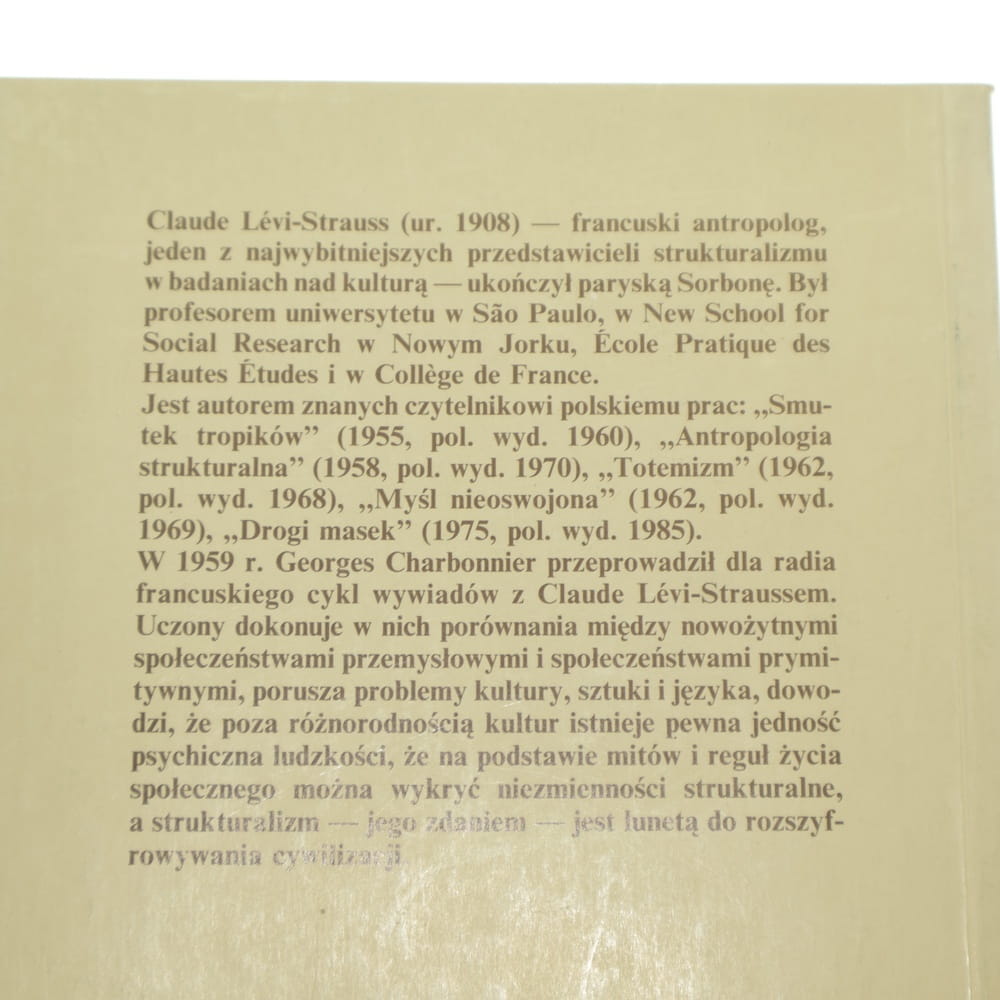 Claude Lévi-Strauss (ur. 1908) — francuski antropolog,
jeden z najwybitniejszych przedstawicieli strukturalizmu
w badaniach nad kulturą — ukończył paryską Sorbonę. Był
profesorem uniwersytetu w São Paulo, w New School for
Social Research w Nowym Jorku, École Pratique des
Hautes Études i w Collège de France.
Jest autorem znanych czytelnikowi polskiemu prac: „Smu-
tek tropików” (1955, pol. wyd. 1960), „Antropologia
strukturalna” (1958, pol. wyd. 1970), „Totemizm” (1962,
pol. wyd. 1968), „Myśl nieoswojona” (1962, pol. wyd.
1969), „Drogi masek” (1975, pol. wyd. 1985).
W 1959 r. Georges Charbonnier przeprowadził dla radia
francuskiego cykl wywiadów z Claude Lévi-Straussem.
Uczony dokonuje w nich porównania między nowożytnymi
społeczeństwami przemysłowymi i społeczeństwami prymi-
tywnymi, porusza problemy kultury, sztuki i języka, dowo-
dzi, że poza różnorodnością kultur istnieje pewna jedność
psychiczna ludzkości, że na podstawie mitów i reguł życia
społecznego można wykryć niezmienności strukturalne,
a strukturalizm — jego zdaniem — jest lunetą do rozszyf-
rowywania cywilizacji.